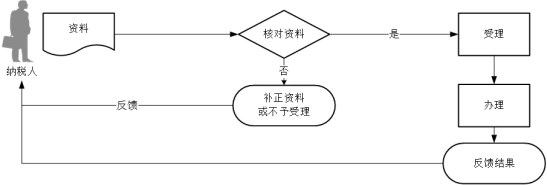 资料
核对资料
是
受理
纳税人
否
补正资料
或不予受理
反馈
办理
反馈结果